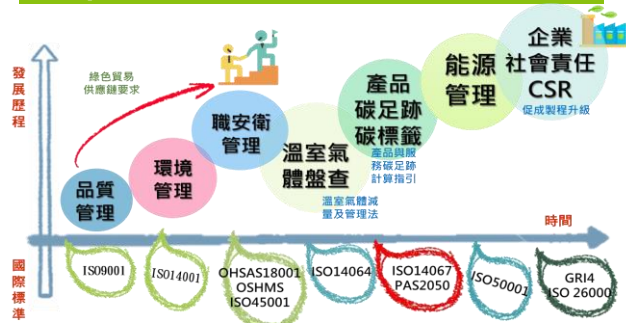 發展歷程
綠色貿易
供應鏈要求
品質
管理
環境
管理
職安衛
管理
溫室氣
體盤查
溫室氣體減
量及管理法
產品
碳足跡
碳標籤
產品與服
務碳足跡
計算指引
能源
管理
企業
社會責任
CSR
促成製程升級
時間
國際標準
ISO9001
ISO14001
OHSAS18001
OSHMS
ISO45001
ISO14064
ISO14067
PAS2050
ISO50001
GRI4
ISO 26000